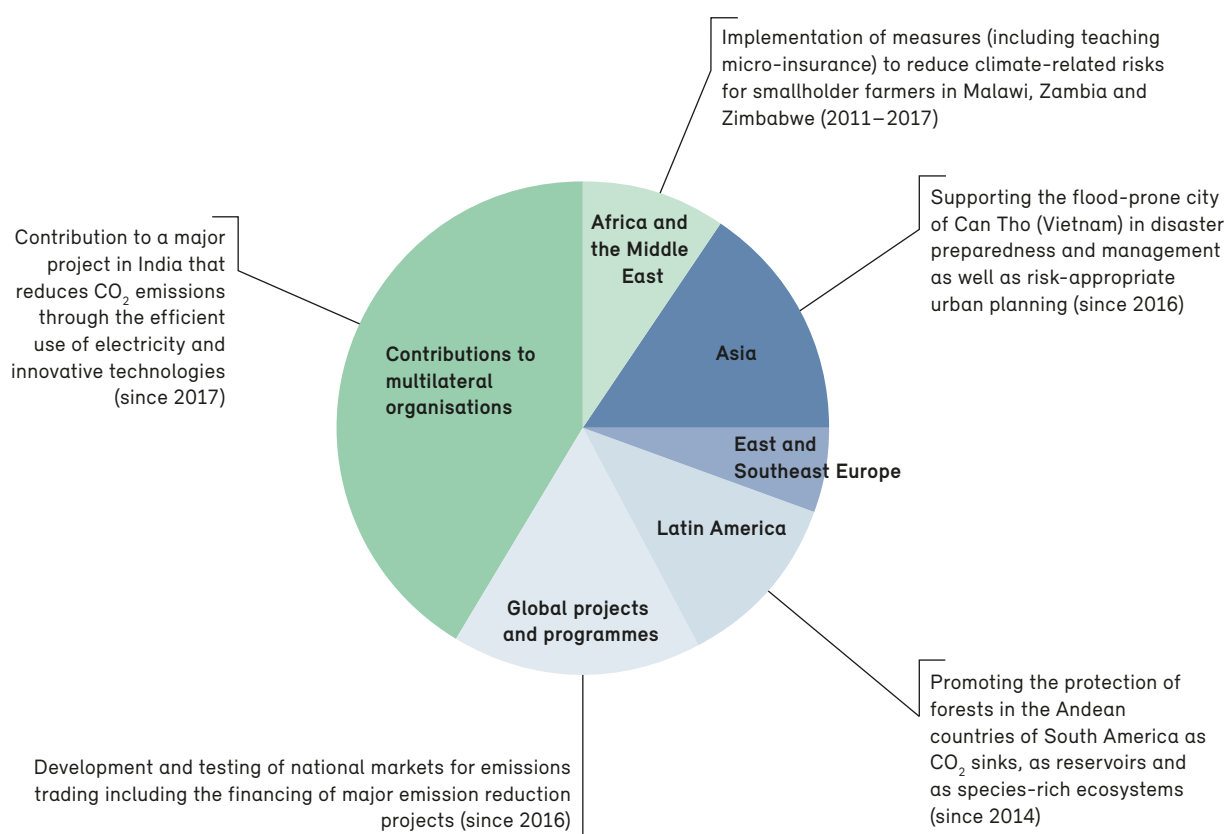 Implementation of measures (including teaching
micro-insurance) to reduce climate-related risks
for smallholder farmers in Malawi, Zambia and
Zimbabwe (2011–2017)
Supporting the flood-prone city
of Can Tho (Vietnam) in disaster
preparedness and management
as well as risk-appropriate
urban planning (since 2016)
Contribution to a major
project in India that
reduces CO₂ emissions
through the efficient
use of electricity and
innovative technologies
(since 2017)
Africa and
the Middle
East
Asia
Contributions to
multilateral
organisations
East and
Southeast Europe
Latin America
Global projects
and programmes
Promoting the protection of
forests in the Andean
countries of South America as
CO₂ sinks, as reservoirs and
as species-rich ecosystems
(since 2014)
Development and testing of national markets for emissions
trading including the financing of major emission reduction
projects (since 2016)